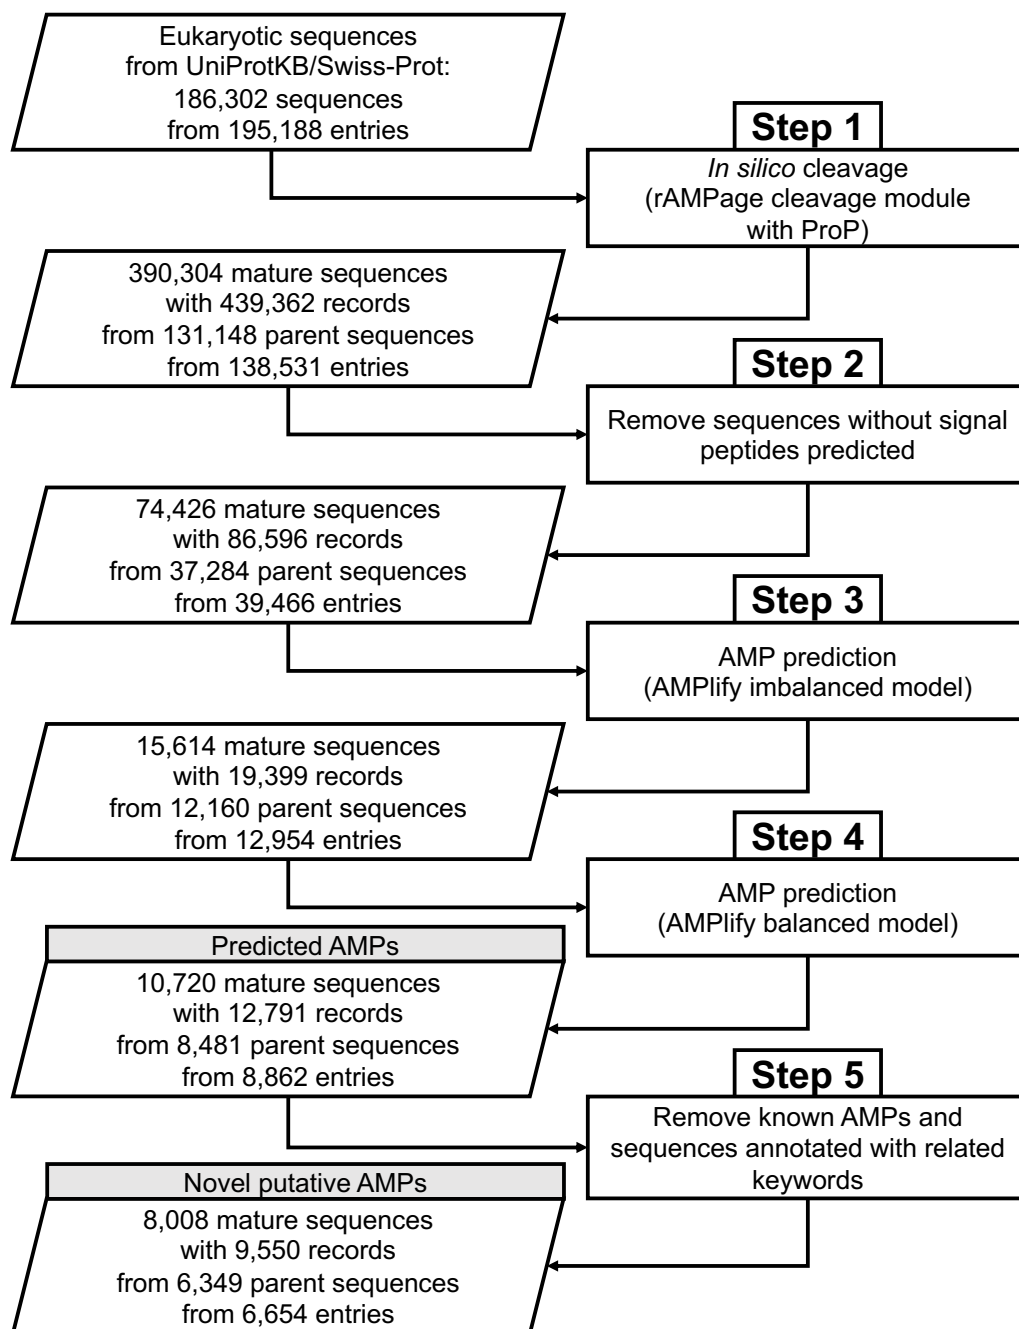 Eukaryotic sequences
from UniProtKB/Swiss-Prot:
186,302 sequences
from 195,188 entries
Step 1
In silico cleavage
(rAMPage cleavage module
with ProP)
390,304 mature sequences
with 439,362 records
from 131,148 parent sequences
from 138,531 entries
Step 2
Remove sequences without signal
peptides predicted
74,426 mature sequences
with 86,596 records
from 37,284 parent sequences
from 39,466 entries
Step 3
AMP prediction
(AMPlify imbalanced model)
15,614 mature sequences
with 19,399 records
from 12,160 parent sequences
from 12,954 entries
Step 4
AMP prediction
(AMPlify balanced model)
Predicted AMPs
10,720 mature sequences
with 12,791 records
from 8,481 parent sequences
from 8,862 entries
Step 5
Remove known AMPs and
sequences annotated with related
keywords
Novel putative AMPs
8,008 mature sequences
with 9,550 records
from 6,349 parent sequences
from 6,654 entries